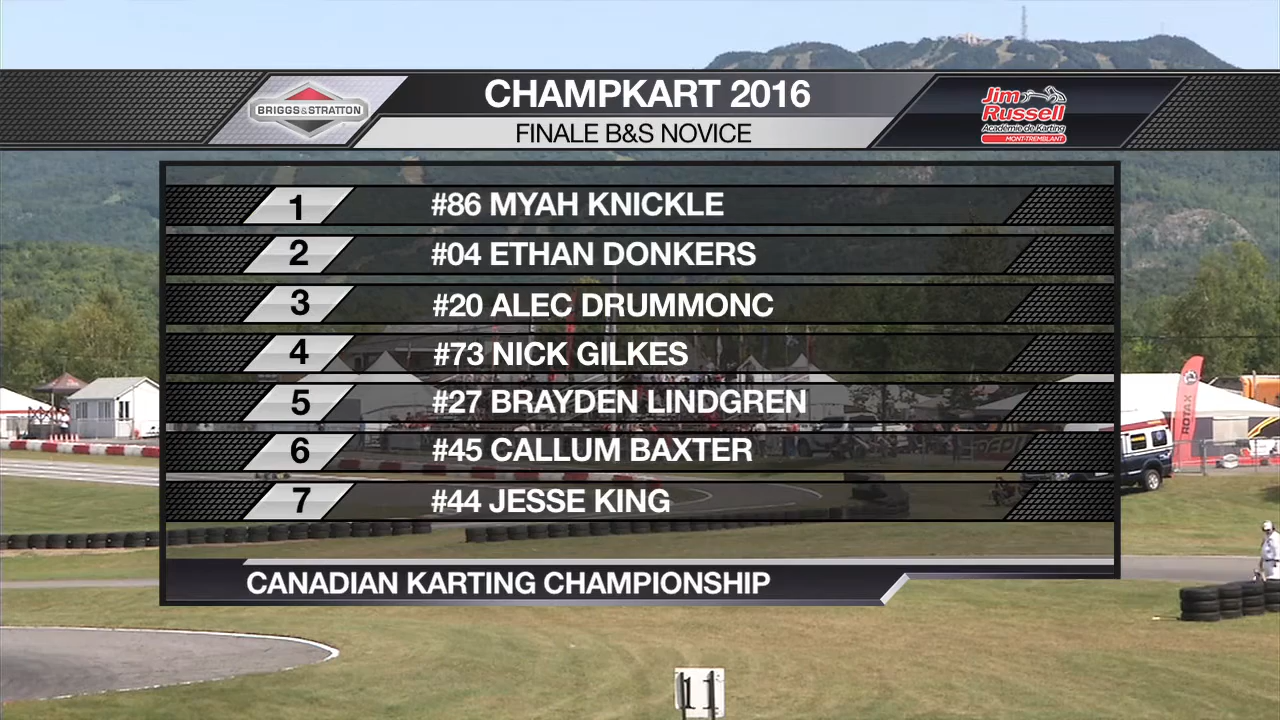 BRIGGS&STRATTON
CHAMPKART 2016
FINALE B&S NOVICE
Jim
Russell
Académie de Karting
MONT-TREMBLANT
1 #86 MYAH KNICKLE
2 #04 ETHAN DONKERS
3 #20 ALEC DRUMMONC
4 #73 NICK GILKES
5 #27 BRAYDEN LINDGREN
6 #45 CALLUM BAXTER
7 #44 JESSE KING
CANADIAN KARTING CHAMPIONSHIP
ROTAX
11